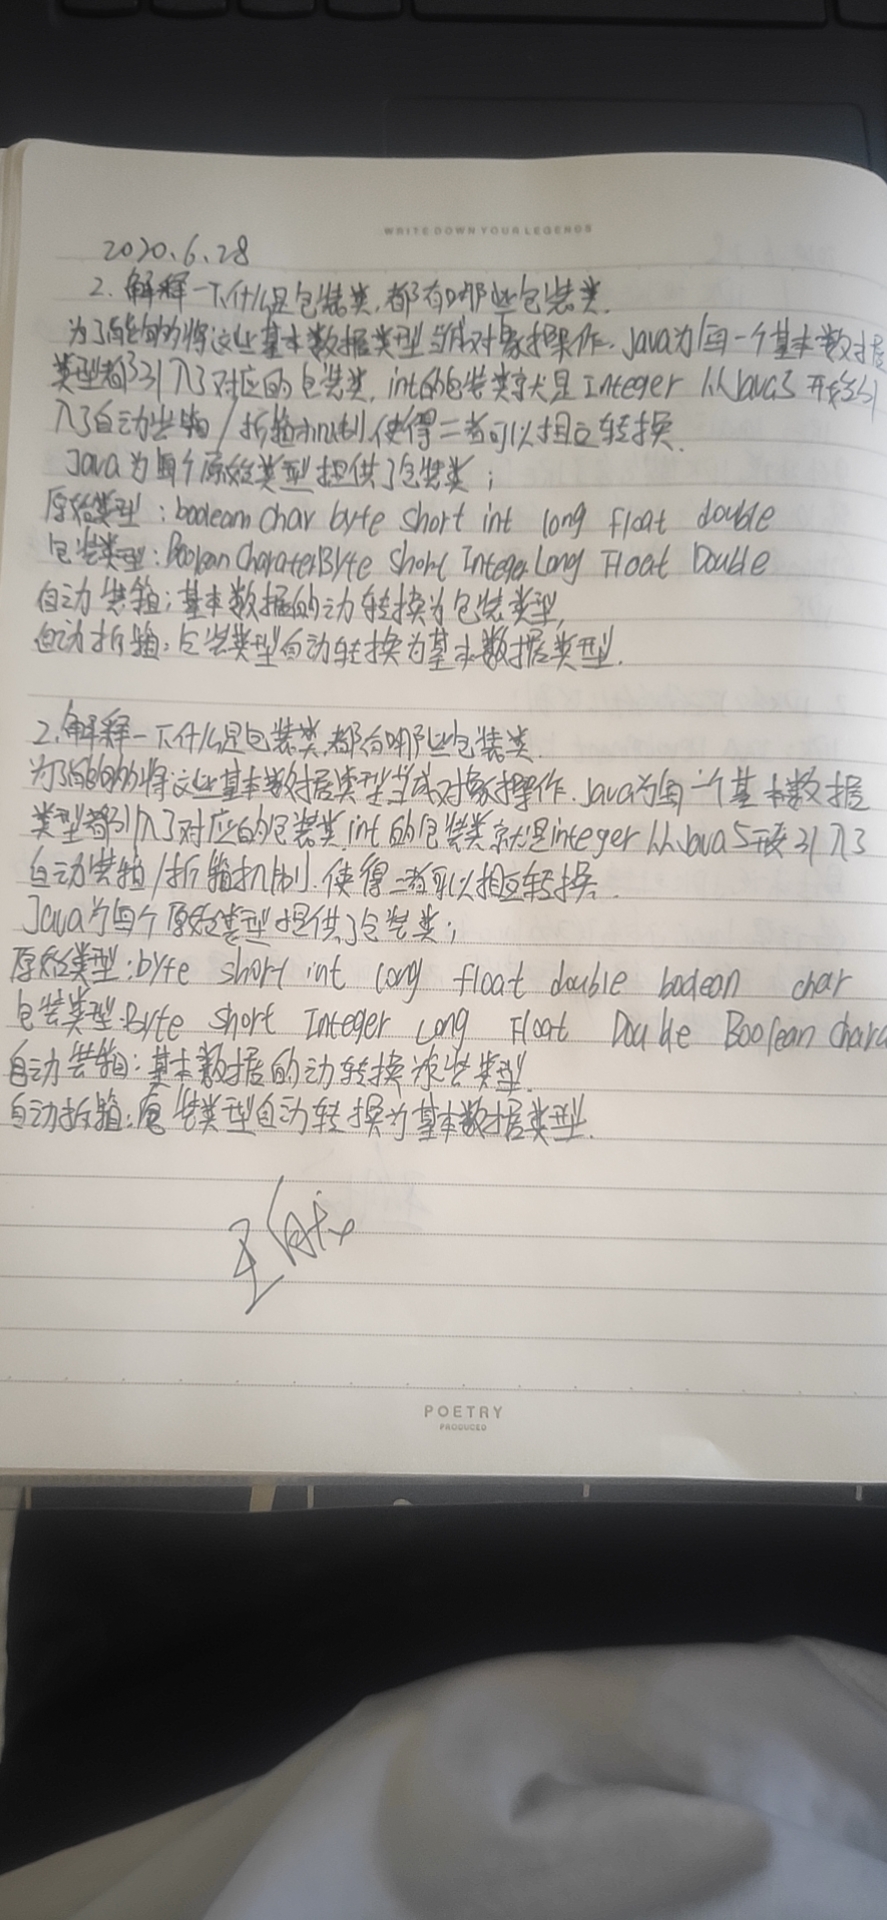 WRITE DOWN YOUR LEGENDS
2020.6.28
2. 解释一下什么是包装类,都有哪些包装类.
为了能够将这些基本数据类型当成对象操作. Java为每一个基本数据
类型都引入了对应的包装类, int的包装类就是Integer 从Java5 开始引
入了自动装箱/拆箱机制,使得二者可以相互转换.
Java为每个原始类型提供了包装类;
原始类型: boolean char byte short int long float double
包装类型: Boolean CharaterByte Short Integer Long Float Double
自动装箱:基本数据的动转换为包装类型,
自动拆箱:包装类型自动转换为基本数据类型.
2.解释一下什么是包装类,都有哪些包装类
为了能够将这些基本数据类型当成对象操作. Java为每一个基本数据
类型都引入了对应的包装类,int的包装类就是integer 从Java5开始引入了
自动装箱/拆箱机制.使得二者可以相互转换.
Java为每个原始类型提供了包装类;
原始类型:byte short int long float double boolean char
包装类型:Byte Short Integer Long Float Double Boolean Chara
自动装箱:基本数据的动转换 装类型.
自动拆箱: 装类型自动转换为基本数据类型.
POETRY
PRODUCED